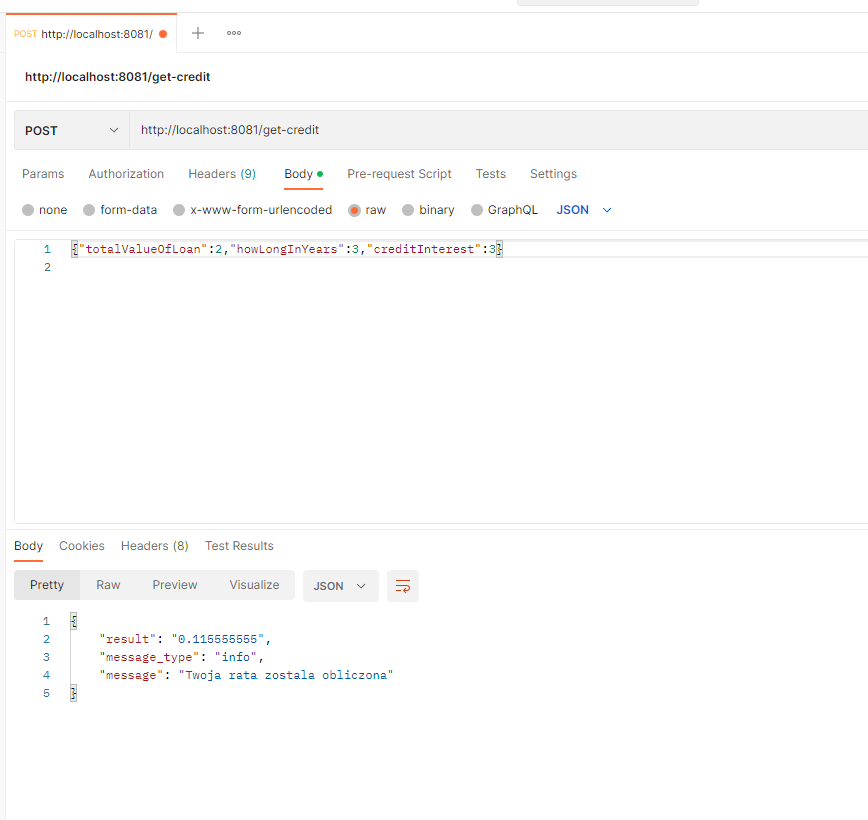 POST http://localhost:8081/
http://localhost:8081/get-credit
POST http://localhost:8081/get-credit
Params Authorization Headers (9) Body Pre-request Script Tests Settings
none form-data x-www-form-urlencoded raw binary GraphQL JSON
1 {"totalValueOfLoan":2,"howLongInYears":3,"creditInterest":3}
2
Body Cookies Headers (8) Test Results
Pretty Raw Preview Visualize JSON
1 {
2 "result": "0.115555555",
3 "message_type": "info",
4 "message": "Twoja rata zostala obliczona"
5 }